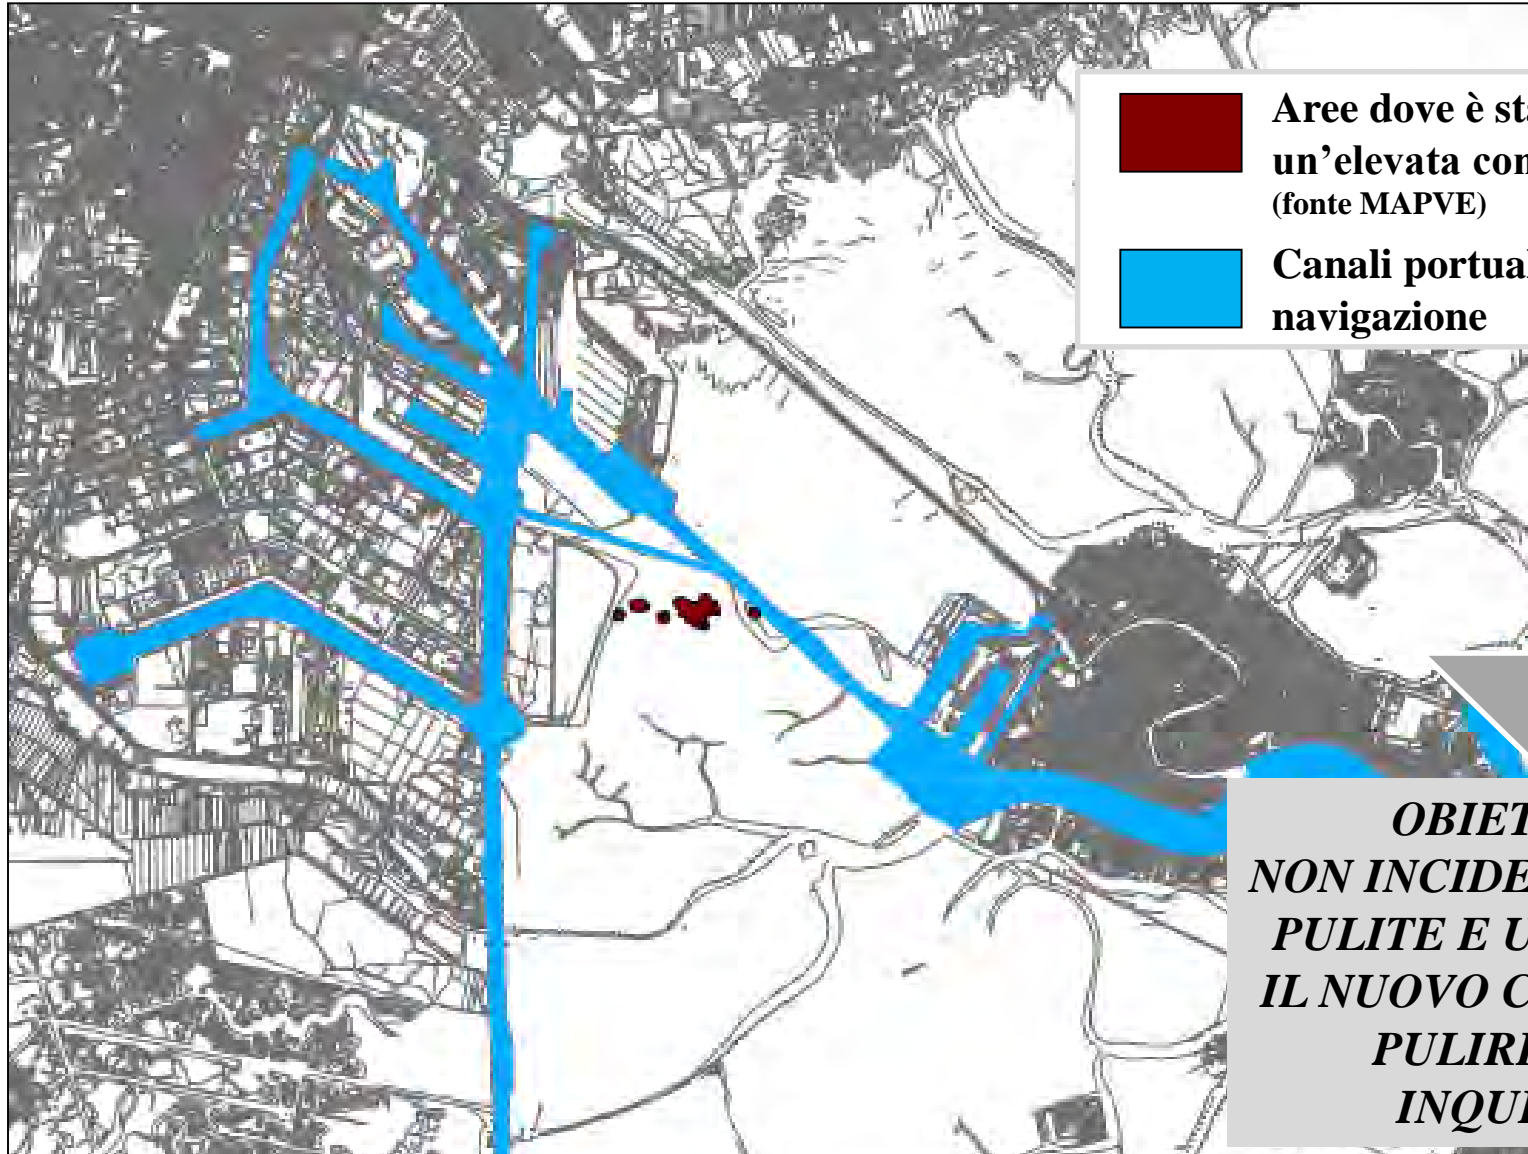 Aree dove è sta
un’elevata con
(fonte MAPVE)
Canali portual
navigazione
OBIET
NON INCIDE
PULITE E U
IL NUOVO C
PULIRE
INQUI